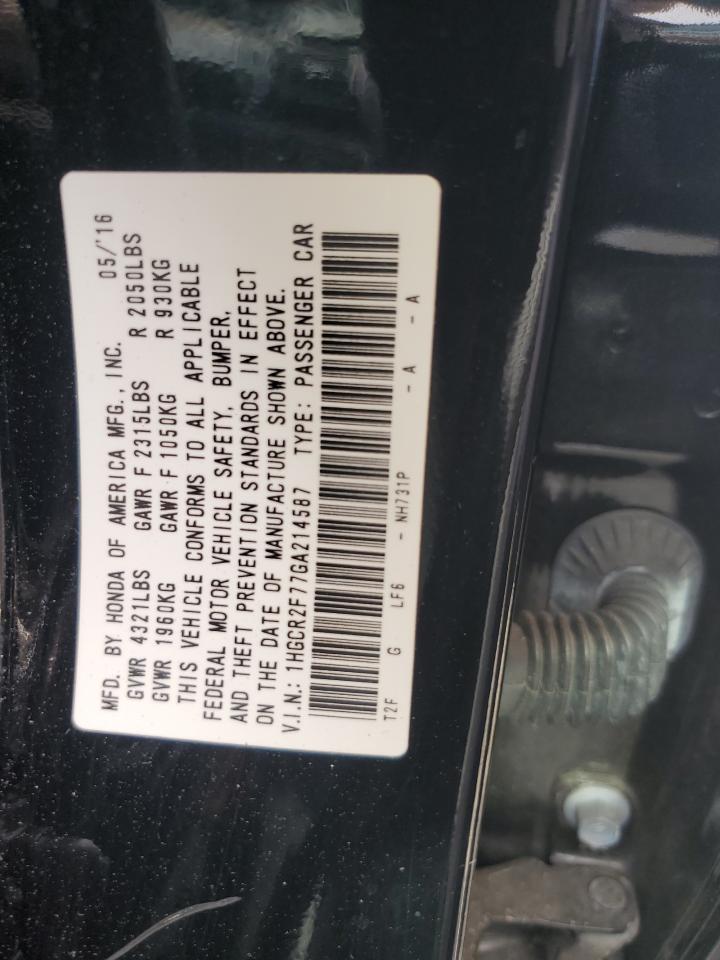 MFD. BY HONDA OF AMERICA MFG., INC. 05/'16
GVWR 4321LBS GAWR F 2315LBS R 2050LBS
GVWR 1960KG GAWR F 1050KG R 930KG
THIS VEHICLE CONFORMS TO ALL APPLICABLE
FEDERAL MOTOR VEHICLE SAFETY, BUMPER,
AND THEFT PREVENTION STANDARDS IN EFFECT
ON THE DATE OF MANUFACTURE SHOWN ABOVE.
V.I.N.: 1HGCR2F77GA214587 TYPE: PASSENGER CAR
T2F G LF6 - NH731P - A - A